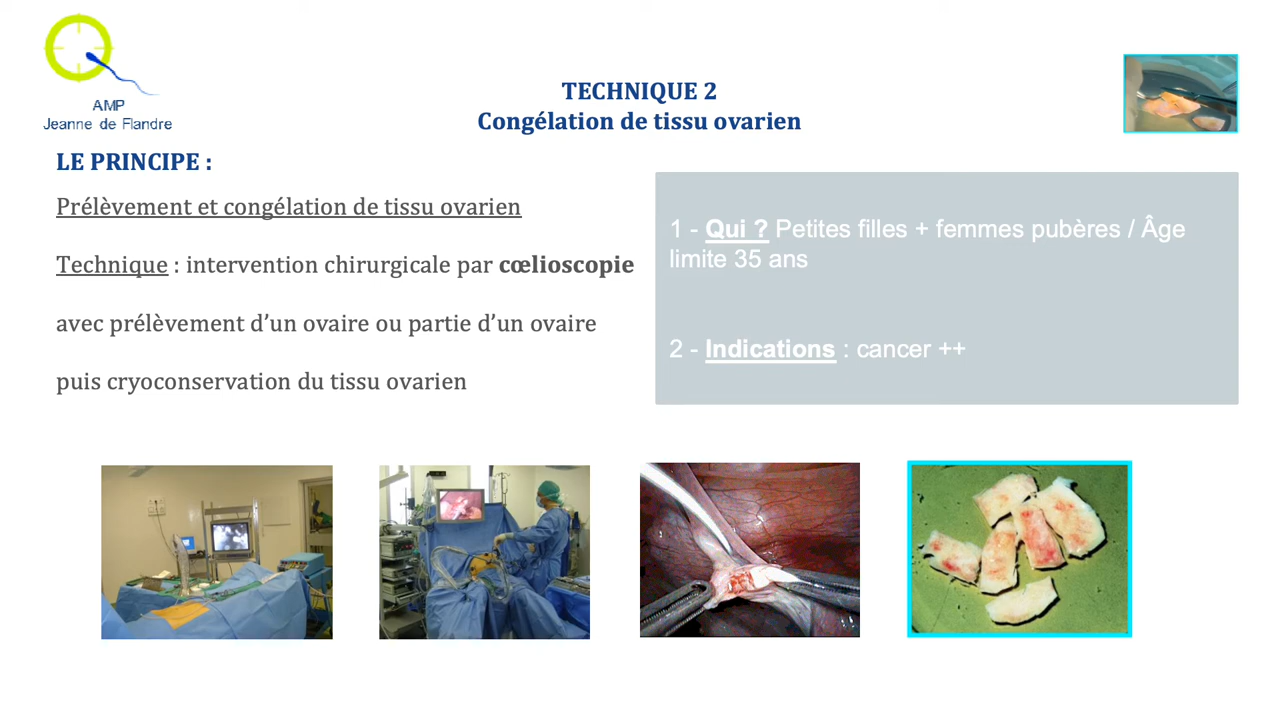 AMP
Jeanne de Flandre
TECHNIQUE 2
Congélation de tissu ovarien
LE PRINCIPE :
Prélèvement et congélation de tissu ovarien
Technique : intervention chirurgicale par cœlioscopie
avec prélèvement d’un ovaire ou partie d’un ovaire
puis cryoconservation du tissu ovarien
1 - Qui ? Petites filles + femmes pubères / Âge
limite 35 ans
2 - Indications : cancer ++